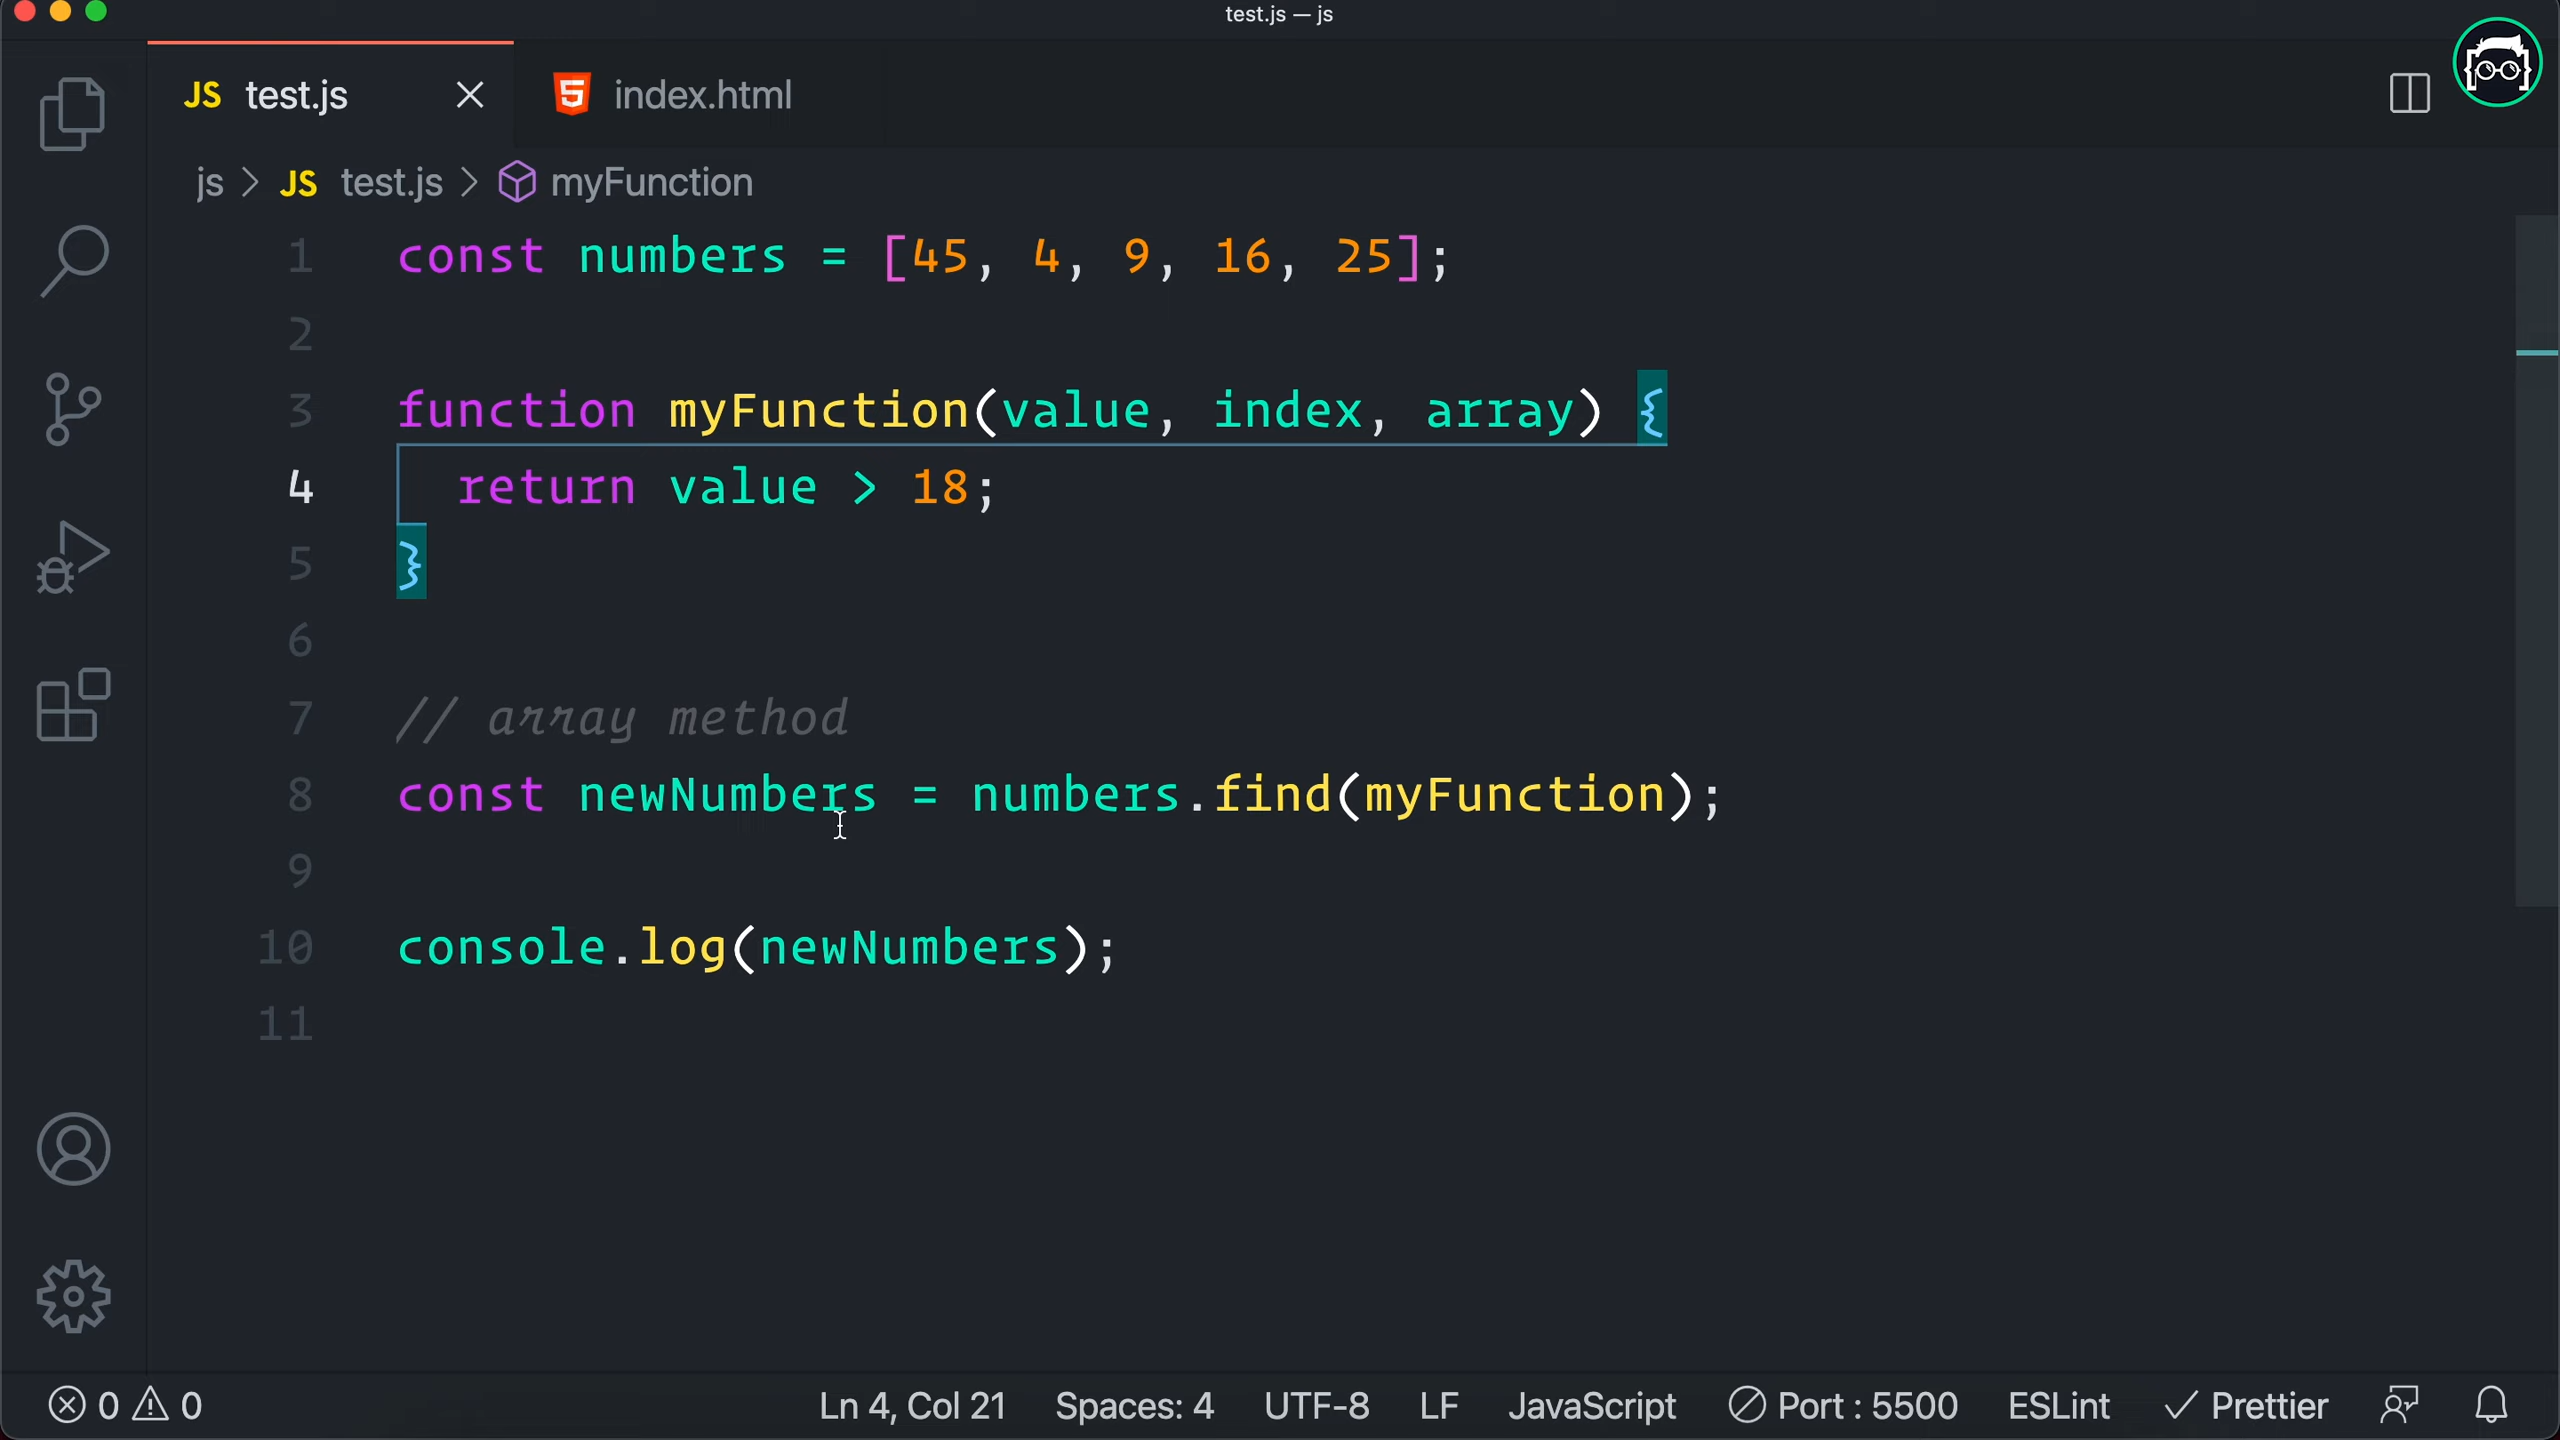 test.js — js
JS test.js
index.html
js > JS test.js > myFunction
1 const numbers = [45, 4, 9, 16, 25];
2
3 function myFunction(value, index, array) {
4   return value > 18;
5 }
6
7 // array method
8 const newNumbers = numbers.find(myFunction);
9
10 console.log(newNumbers);
11
0 0 Ln 4, Col 21 Spaces: 4 UTF-8 LF JavaScript Port : 5500 ESLint ✓ Prettier